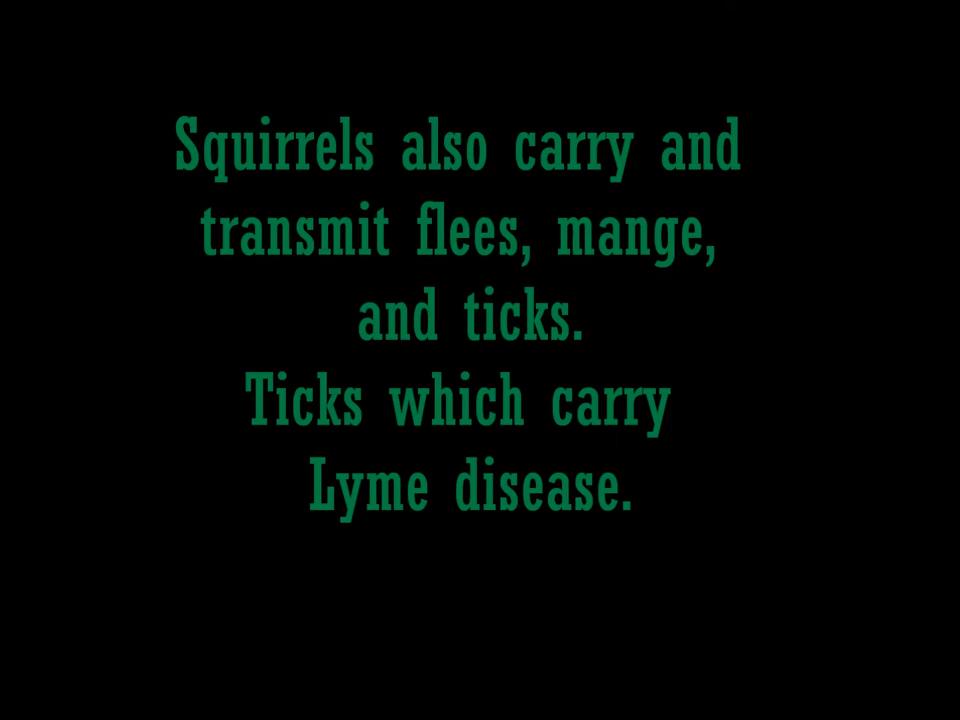 Squirrels also carry and
transmit flees, mange,
and ticks.
Ticks which carry
Lyme disease.